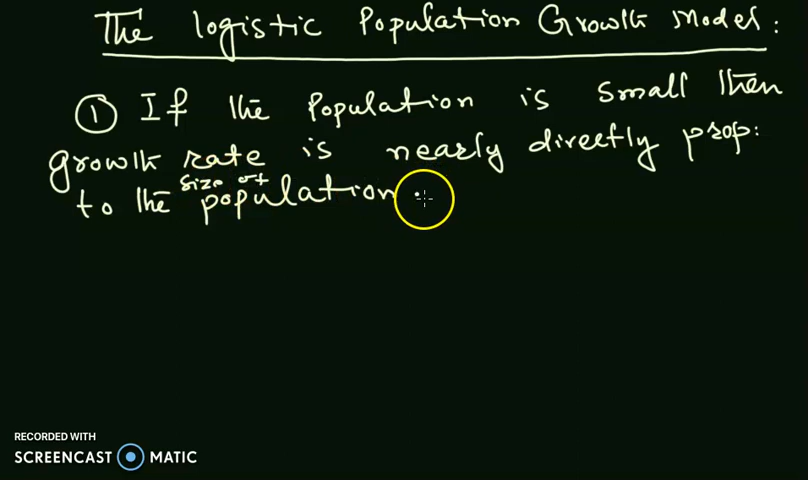 The Logistic Population Growth Model:
① If the Population is small then
growth rate is nearly directly prop:
size of
to the population.
RECORDED WITH
SCREENCAST MATIC